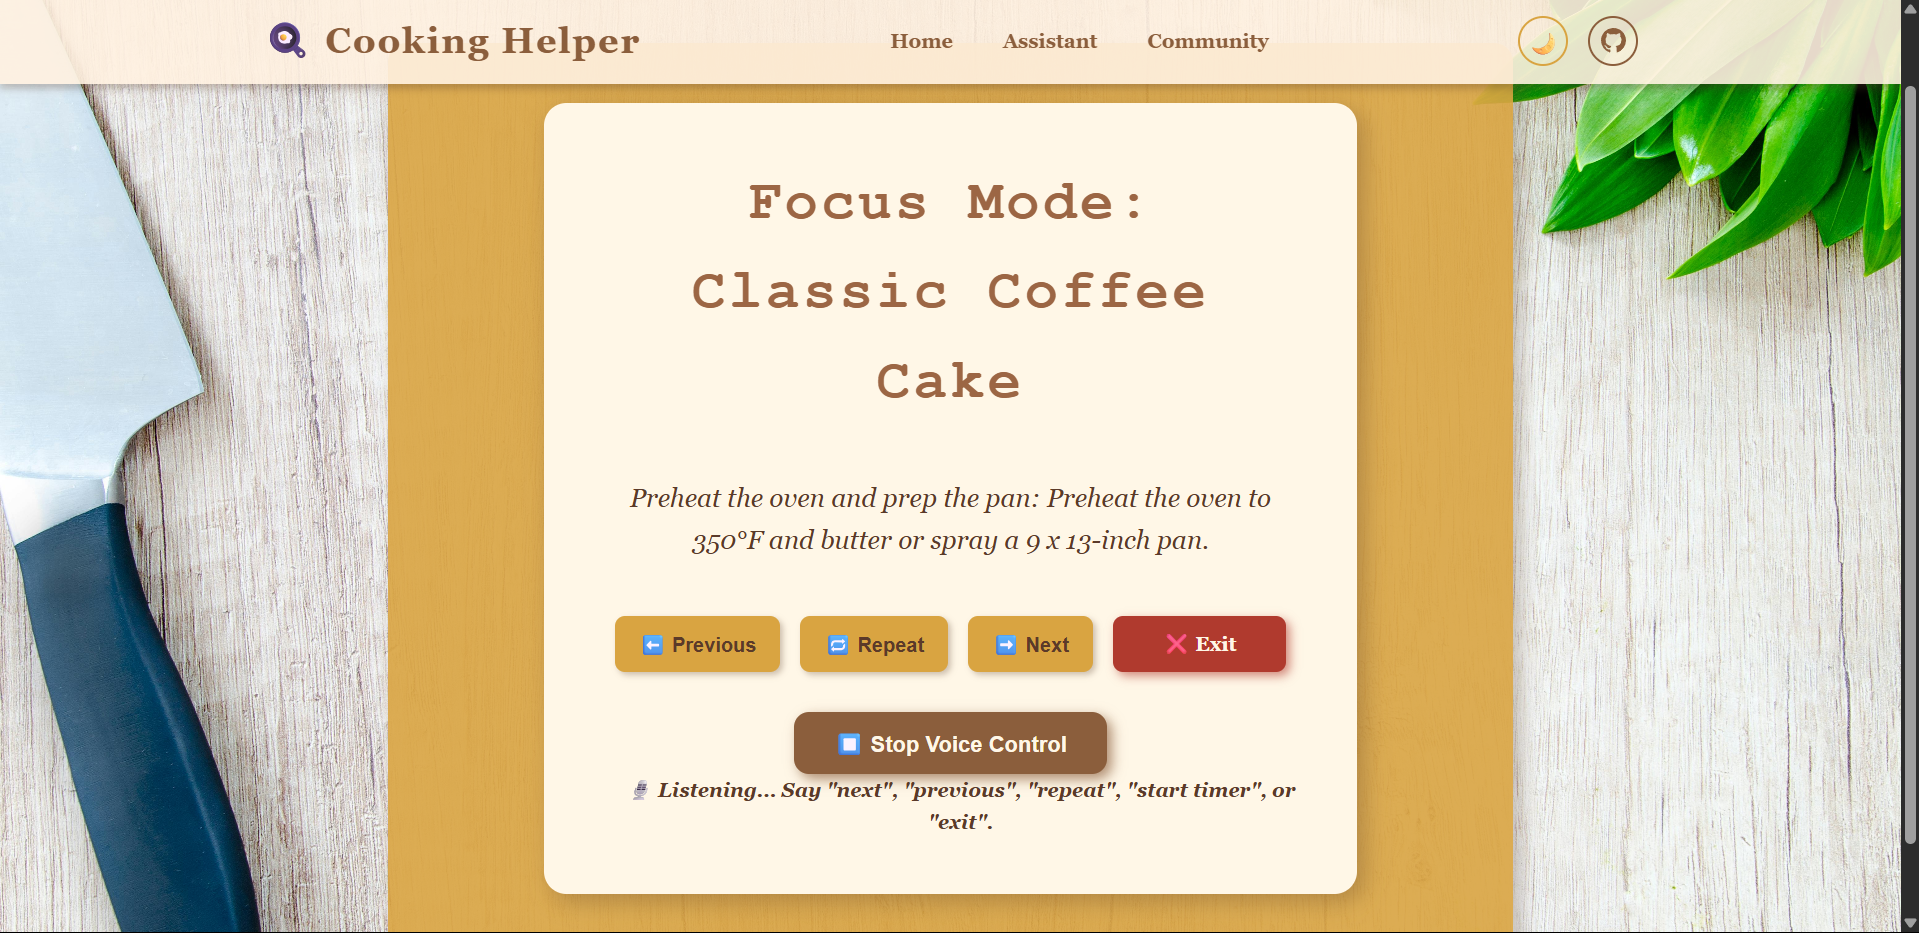 Cooking Helper
Home
Assistant
Community
Focus Mode:
Classic Coffee
Cake
Preheat the oven and prep the pan: Preheat the oven to
350°F and butter or spray a 9 x 13-inch pan.
Previous
Repeat
Next
Exit
Stop Voice Control
Listening... Say "next", "previous", "repeat", "start timer", or
"exit".